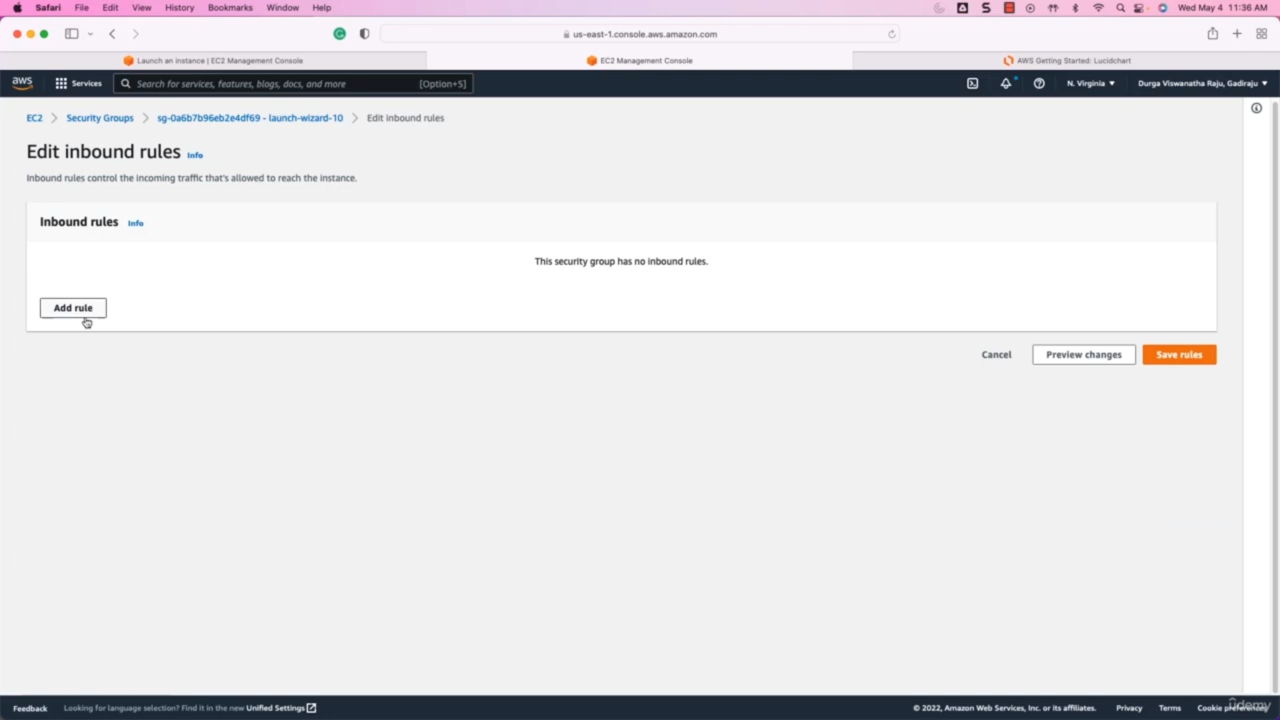 Safari File Edit View History Bookmarks Window Help Wed May 4 11:36 AM
us-east-1.console.aws.amazon.com
Launch an instance | EC2 Management Console EC2 Management Console AWS Getting Started: Lucidchart
aws Services Search for services, features, blogs, docs, and more [Option+S] N. Virginia Durga Viswanatha Raju, Gadiraju
EC2 Security Groups sg-0a6b7b96eb2e4df69 - launch-wizard-10 Edit inbound rules
Edit inbound rules Info
Inbound rules control the incoming traffic that's allowed to reach the instance.
Inbound rules Info
This security group has no inbound rules.
Add rule
Cancel Preview changes Save rules
Feedback Looking for language selection? Find it in the new Unified Settings © 2022, Amazon Web Services, Inc. or its affiliates. Privacy Terms Cookie preferences
udemy